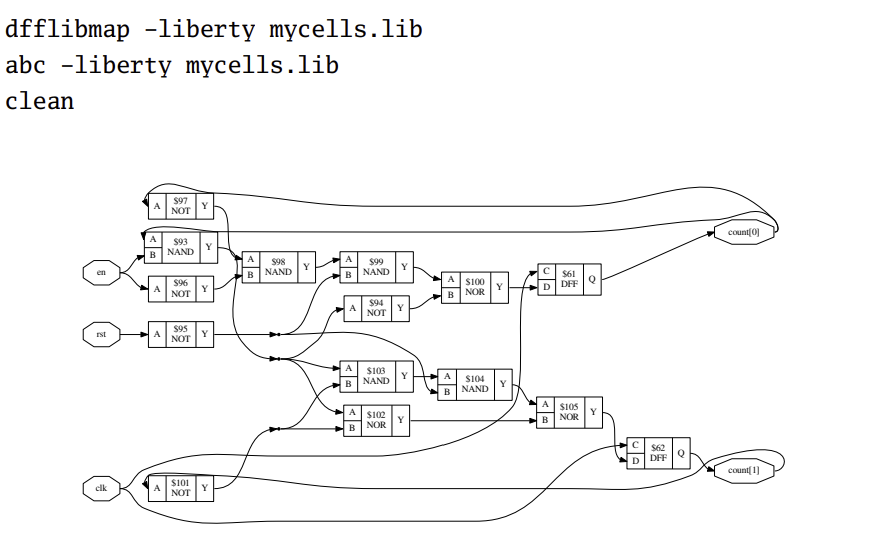 dfflibmap -liberty mycells.lib
abc -liberty mycells.lib
clean
A $97 NOT Y
A B $93 NAND Y
count[0]
en
A B $98 NAND Y
A B $99 NAND Y
A $96 NOT Y
A B $100 NOR Y
C D $61 DFF Q
A $94 NOT Y
rst
A $95 NOT Y
A B $103 NAND Y
A B $104 NAND Y
A B $102 NOR Y
A B $105 NOR Y
C D $62 DFF Q
count[1]
clk
A $101 NOT Y